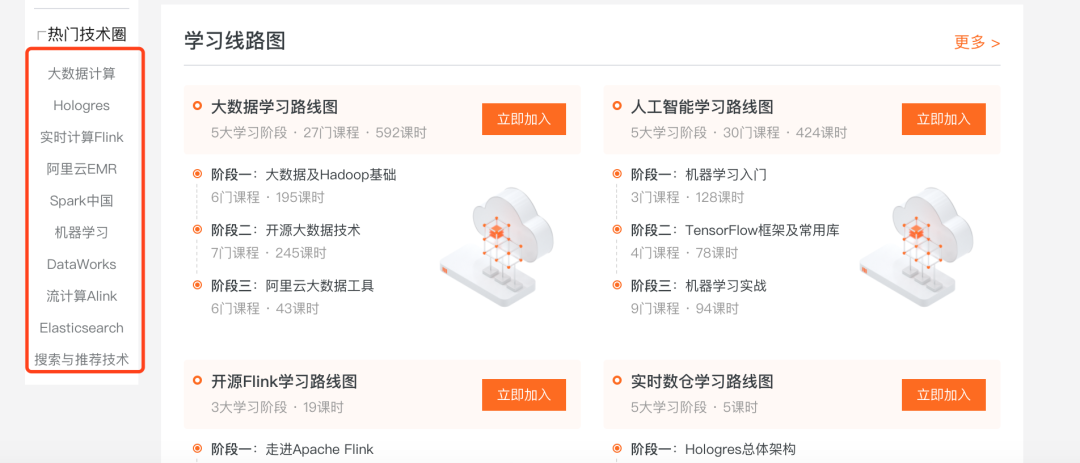 热门技术圈
大数据计算
Hologres
实时计算Flink
阿里云EMR
Spark中国
机器学习
DataWorks
流计算Alink
Elasticsearch
搜索与推荐技术
学习线路图
更多 >
大数据学习路线图
5大学习阶段 · 27门课程 · 592课时
立即加入
阶段一：大数据及Hadoop基础
6门课程 · 195课时
阶段二：开源大数据技术
7门课程 · 245课时
阶段三：阿里云大数据工具
6门课程 · 43课时
人工智能学习路线图
5大学习阶段 · 30门课程 · 424课时
立即加入
阶段一：机器学习入门
3门课程 · 128课时
阶段二：TensorFlow框架及常用库
4门课程 · 78课时
阶段三：机器学习实战
9门课程 · 94课时
开源Flink学习路线图
3大学习阶段 · 19课时
立即加入
阶段一：走进Apache Flink
实时数仓学习路线图
5大学习阶段 · 5课时
立即加入
阶段一：Hologres总体架构